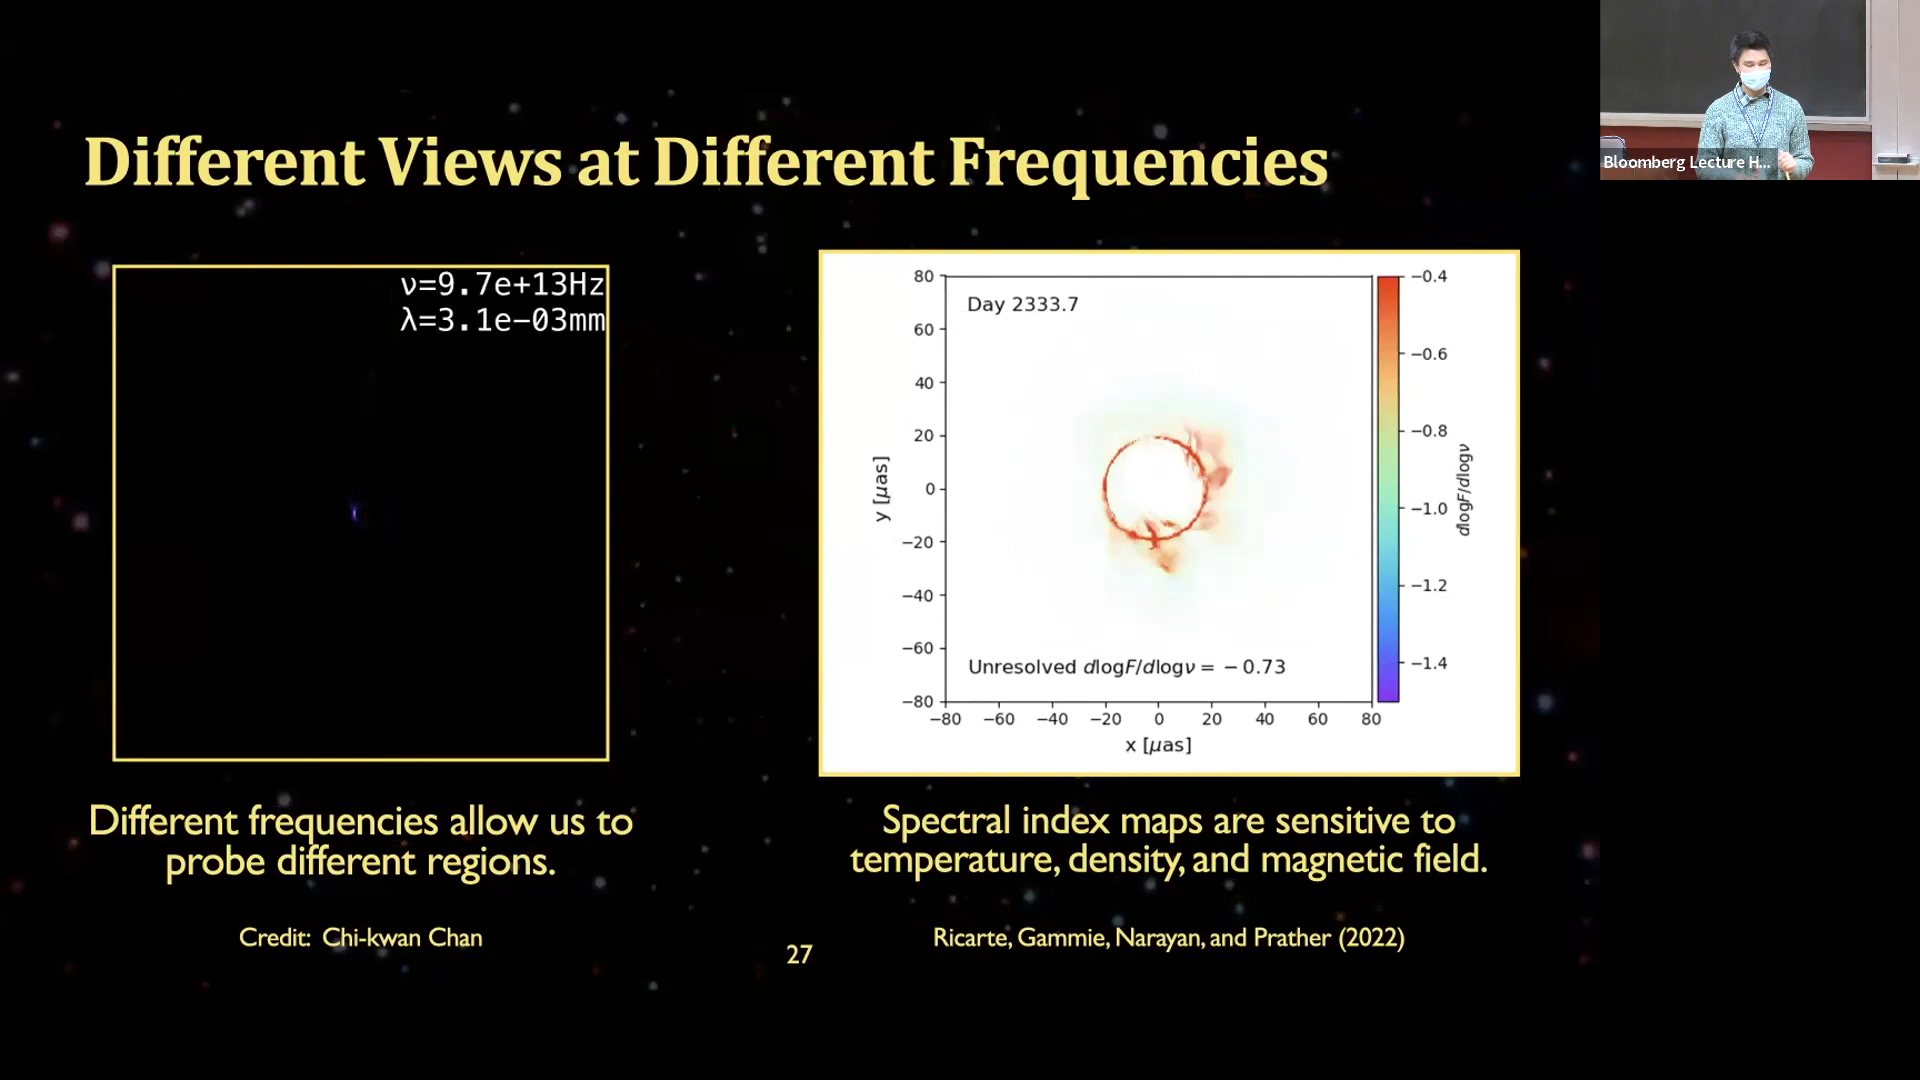 Different Views at Different Frequencies
ν=9.7e+13Hz
λ=3.1e−03mm
Different frequencies allow us to
probe different regions.
Credit: Chi-kwan Chan
Day 2333.7
Unresolved dlogF/dlogν = −0.73
80
60
40
20
0
−20
−40
−60
−80
y [μas]
−80 −60 −40 −20 0 20 40 60 80
x [μas]
−0.4
−0.6
−0.8
−1.0
−1.2
−1.4
dlogF/dlogν
Spectral index maps are sensitive to
temperature, density, and magnetic field.
Ricarte, Gammie, Narayan, and Prather (2022)
27
Bloomberg Lecture H...